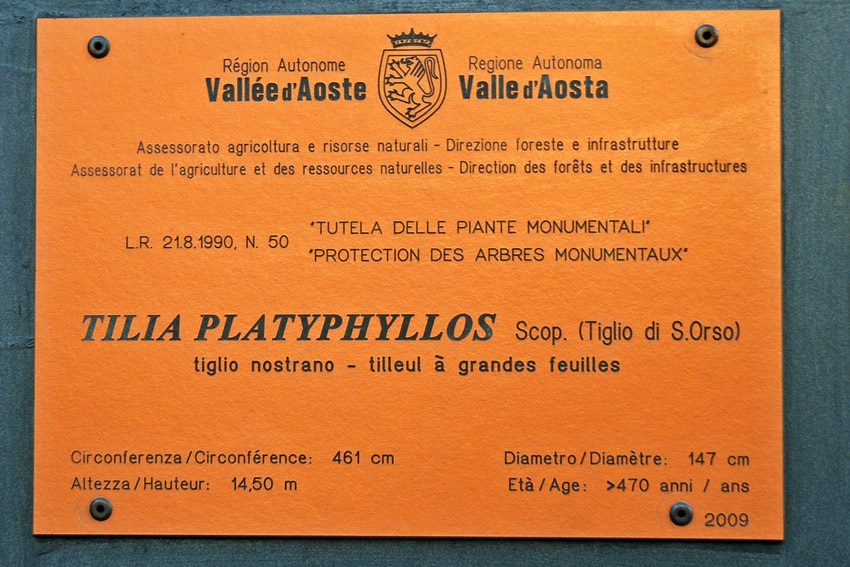 Région Autonome
Vallée d'Aoste
Regione Autonoma
Valle d'Aosta
Assessorato agricoltura e risorse naturali - Direzione foreste e infrastrutture
Assessorat de l'agriculture et des ressources naturelles - Direction des forêts et des infrastructures
L.R. 21.8.1990, N. 50
"TUTELA DELLE PIANTE MONUMENTALI"
"PROTECTION DES ARBRES MONUMENTAUX"
TILIA PLATYPHYLLOS Scop. (Tiglio di S.Orso)
tiglio nostrano - tilleul à grandes feuilles
Circonferenza/Circonférence: 461 cm
Altezza/Hauteur: 14,50 m
Diametro/Diamètre: 147 cm
Età/Age: >470 anni / ans
2009